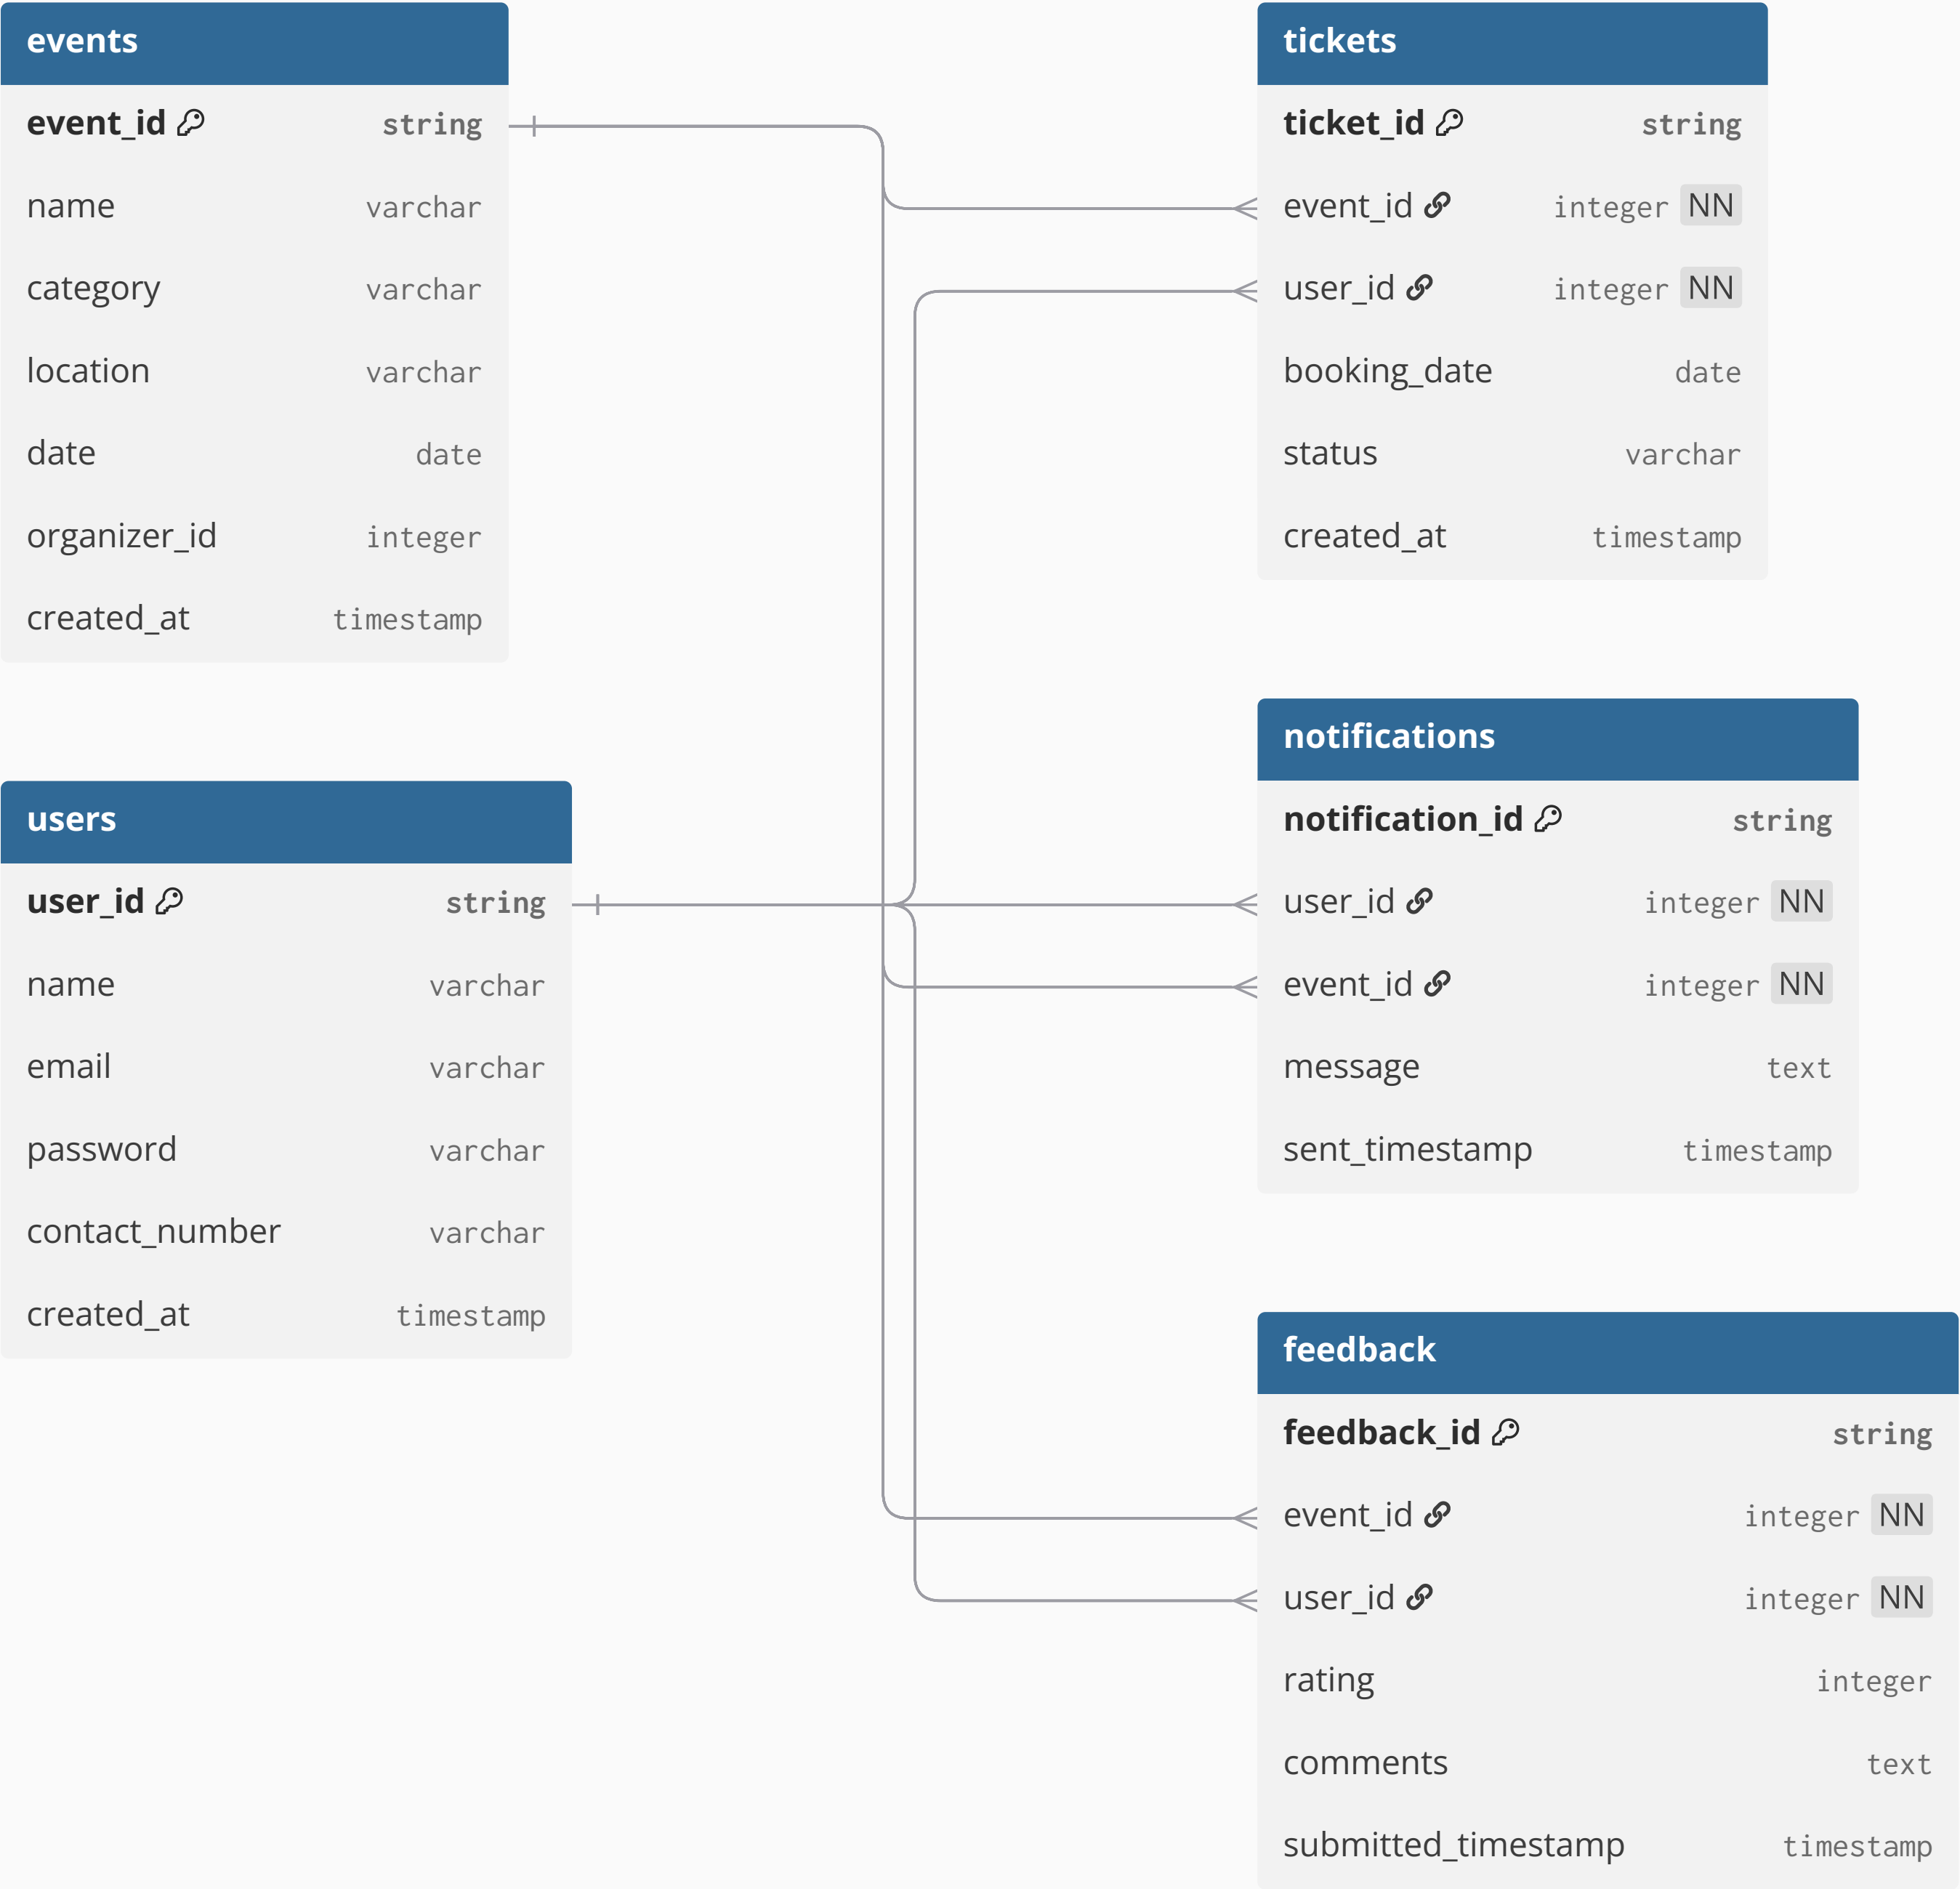 events
event_id string
name varchar
category varchar
location varchar
date date
organizer_id integer
created_at timestamp
users
user_id string
name varchar
email varchar
password varchar
contact_number varchar
created_at timestamp
tickets
ticket_id string
event_id integer NN
user_id integer NN
booking_date date
status varchar
created_at timestamp
notifications
notification_id string
user_id integer NN
event_id integer NN
message text
sent_timestamp timestamp
feedback
feedback_id string
event_id integer NN
user_id integer NN
rating integer
comments text
submitted_timestamp timestamp